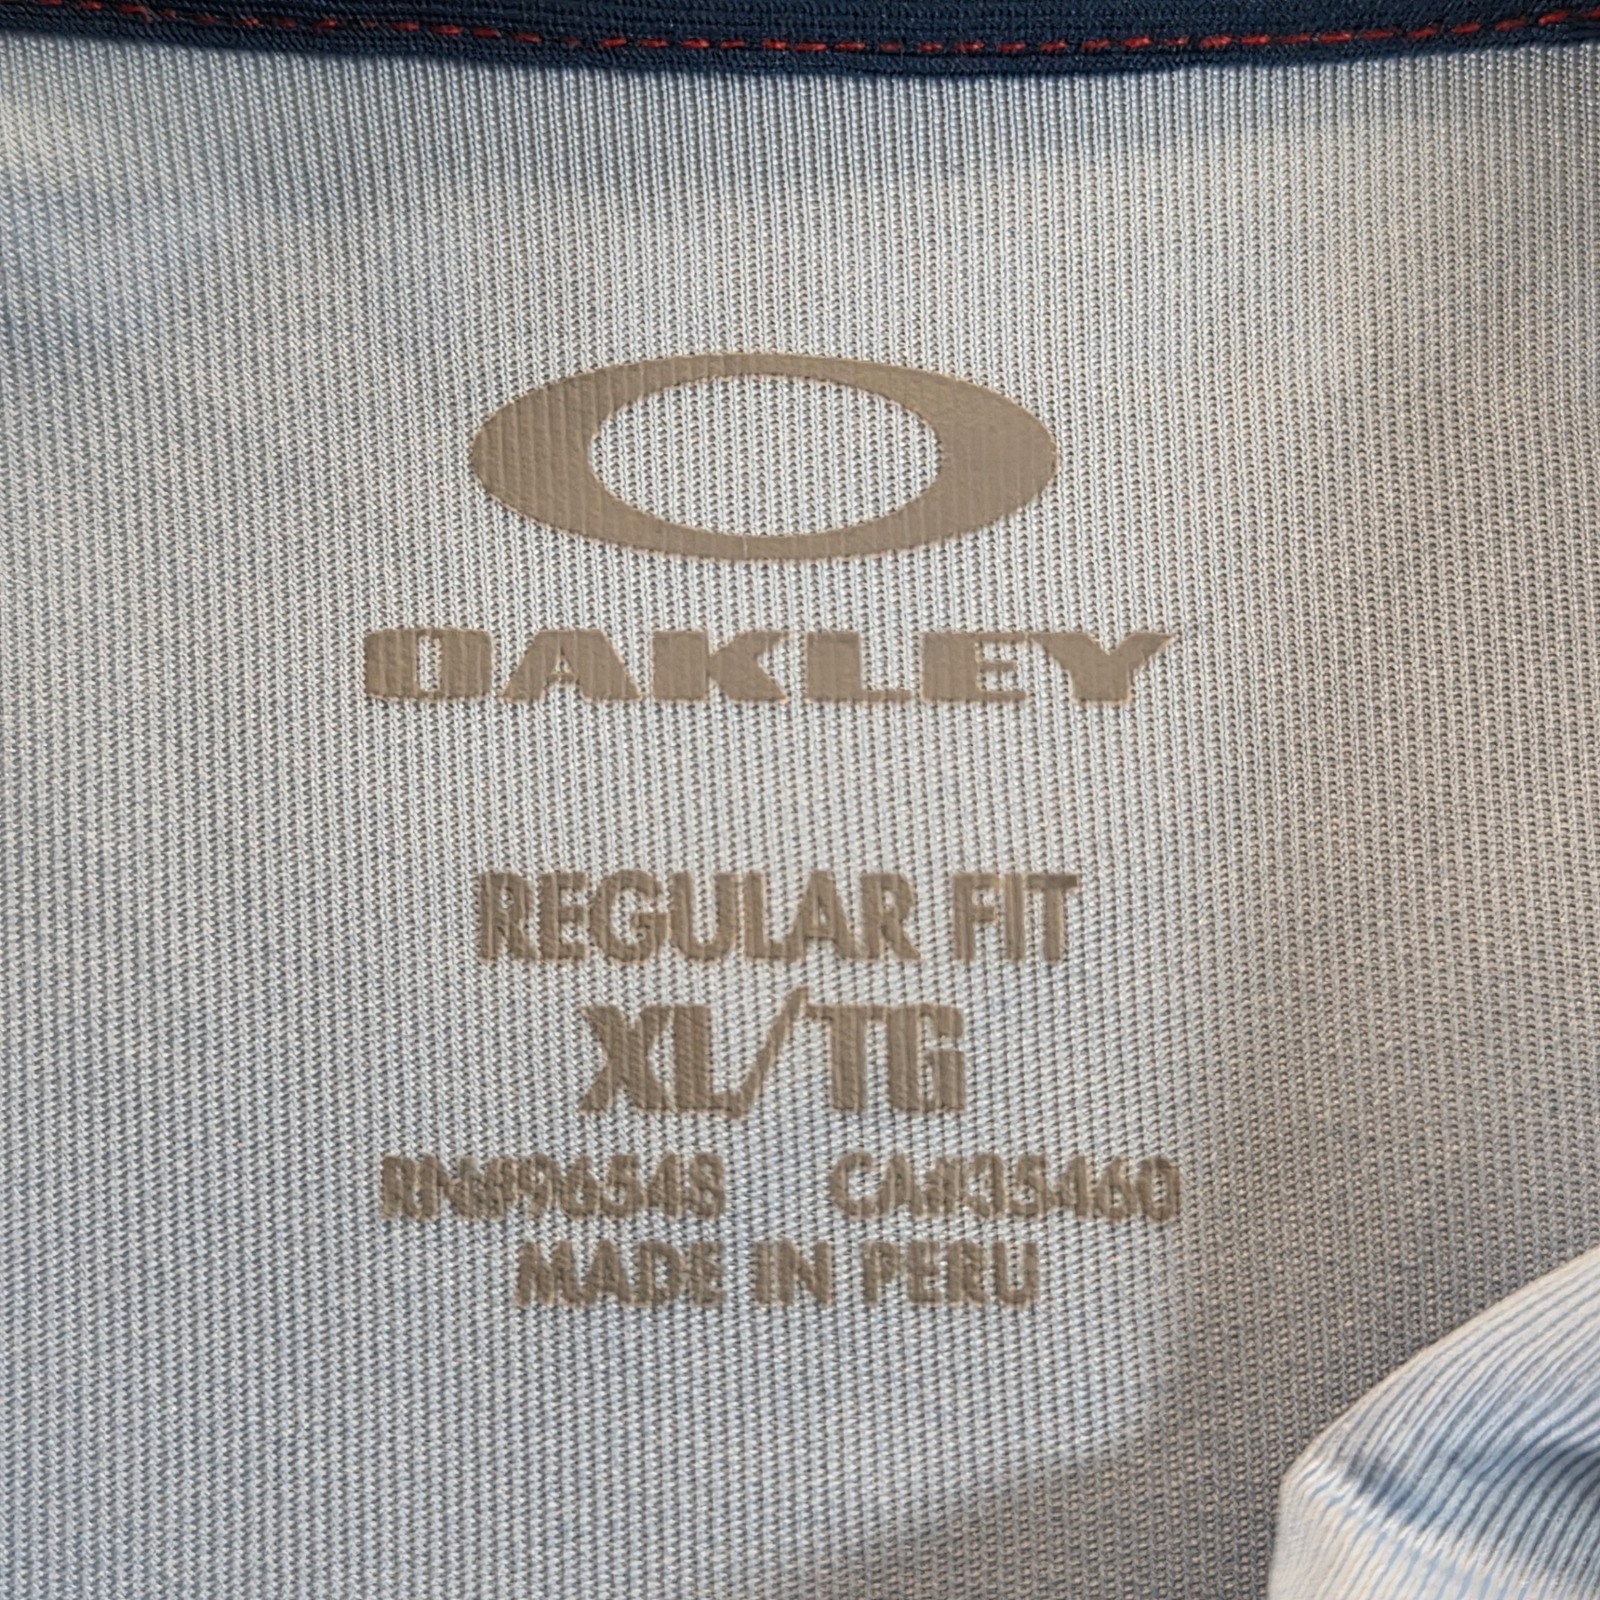 OAKLEY
REGULAR FIT
XL/TG
RN#96548 CA#35460
MADE IN PERU